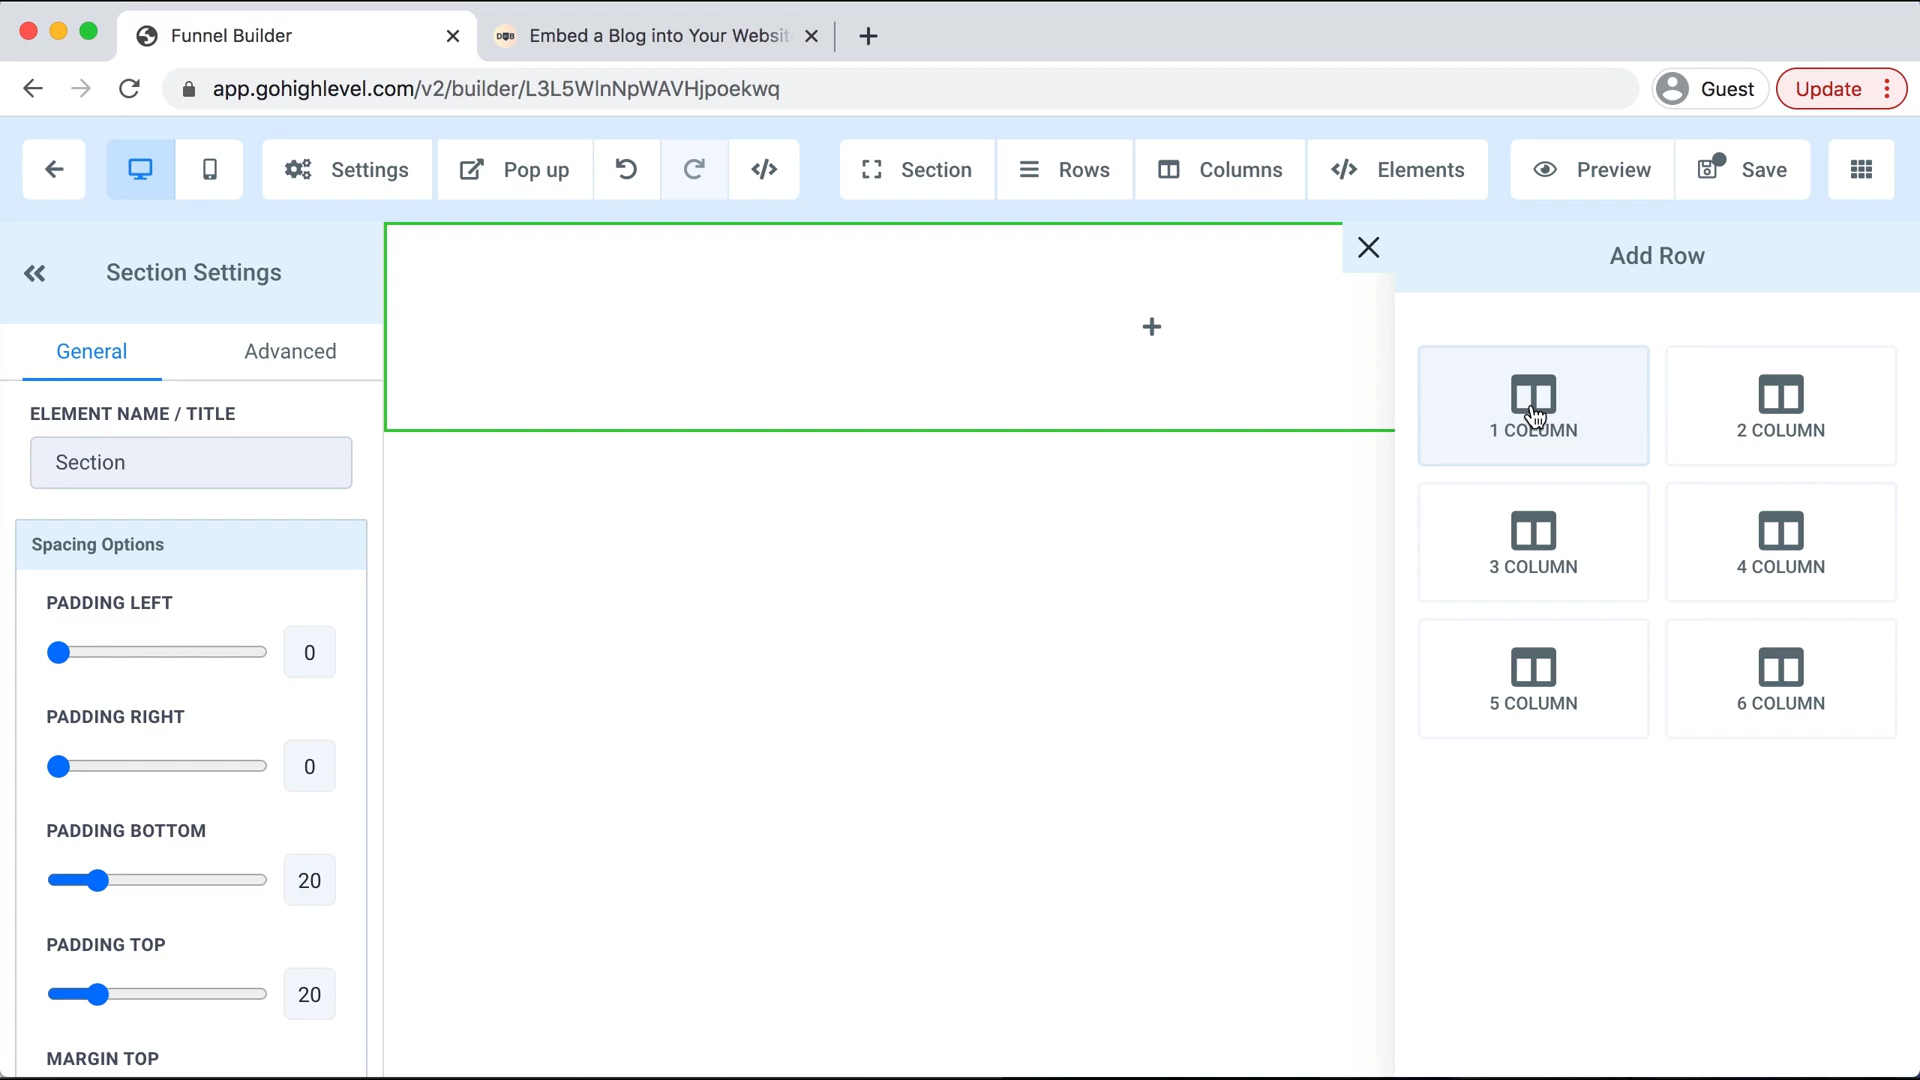 Funnel Builder
DOB Embed a Blog into Your Websit
app.gohighlevel.com/v2/builder/L3L5WlnNpWAVHjpoekwq
Guest
Update
Settings
Pop up
Section
Rows
Columns
Elements
Preview
Save
Section Settings
Add Row
General
Advanced
ELEMENT NAME / TITLE
Section
Spacing Options
PADDING LEFT
0
PADDING RIGHT
0
PADDING BOTTOM
20
PADDING TOP
20
MARGIN TOP
1 COLUMN
2 COLUMN
3 COLUMN
4 COLUMN
5 COLUMN
6 COLUMN